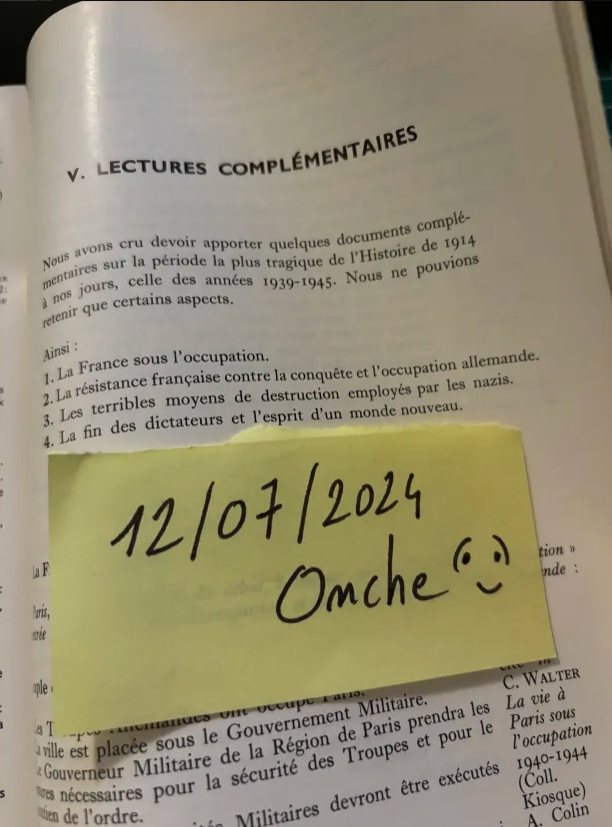 V. LECTURES COMPLÉMENTAIRES
Nous avons cru devoir apporter quelques documents complé-
mentaires sur la période la plus tragique de l'Histoire de 1914
à nos jours, celle des années 1939-1945. Nous ne pouvions
retenir que certains aspects.
Ainsi :
1. La France sous l'occupation.
2. La résistance française contre la conquête et l'occupation allemande.
3. Les terribles moyens de destruction employés par les nazis.
4. La fin des dictateurs et l'esprit d'un monde nouveau.
12/07/2024
Onche
La F
tion »
nde :
Paris,
C. WALTER
La vie à
Paris sous
l'occupation
1940-1944
(Coll.
Kiosque)
A. Colin
ont occupé Paris.
ville est placée sous le Gouvernement Militaire.
Gouverneur Militaire de la Région de Paris prendra les
nécessaires pour la sécurité des Troupes et pour le
de l'ordre.
Militaires devront être exécutés